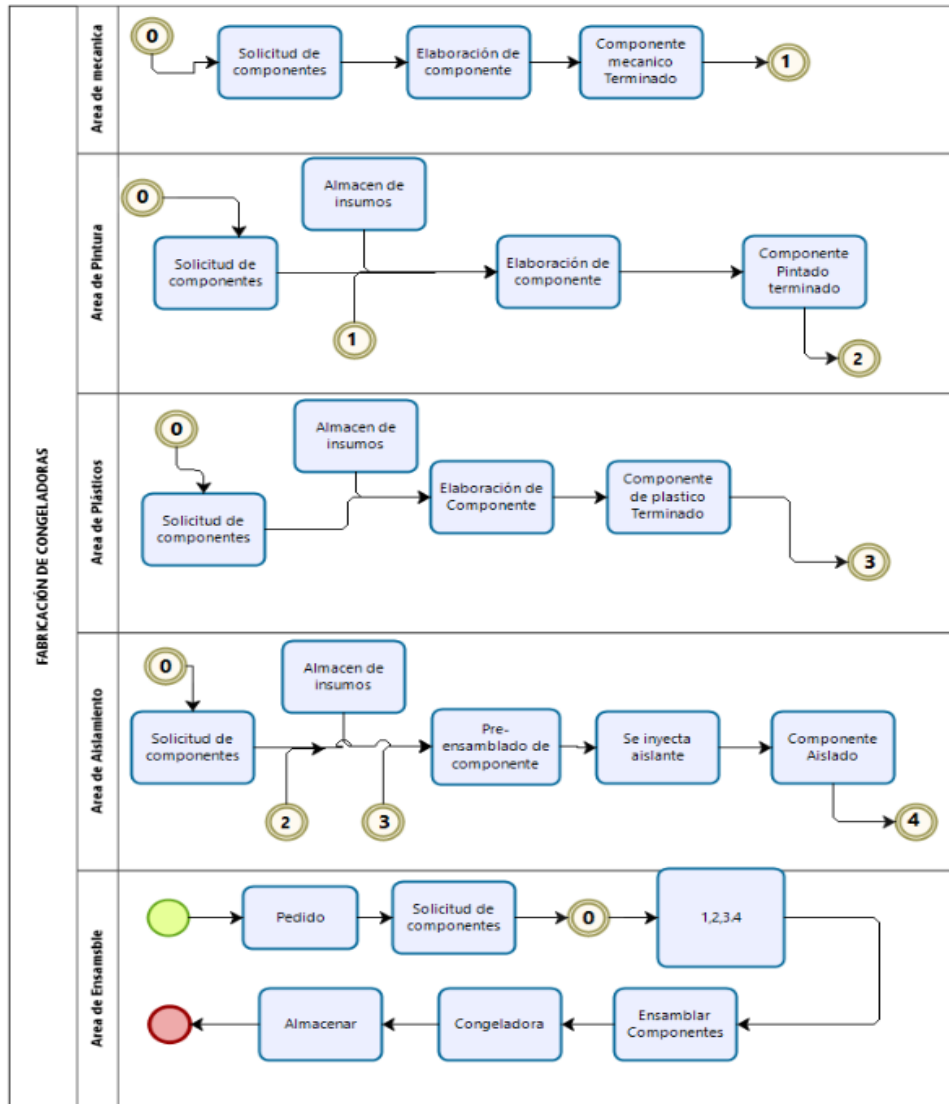 FABRICACIÓN DE CONGELADORAS
Area de mecanica
0
Solicitud de
componentes
Elaboración de
componente
Componente
mecanico
Terminado
1
Area de Pintura
0
Solicitud de
componentes
Almacen de
insumos
1
Elaboración de
componente
Componente
Pintado
terminado
2
Area de Plásticos
0
Solicitud de
componentes
Almacen de
insumos
Elaboración de
Componente
Componente
de plastico
Terminado
3
Area de Aislamiento
0
Solicitud de
componentes
Almacen de
insumos
2
3
Pre-
ensamblado de
componente
Se inyecta
aislante
Componente
Aislado
4
Area de Ensamsble
Pedido
Solicitud de
componentes
0
1,2,3.4
Ensamblar
Componentes
Congeladora
Almacenar